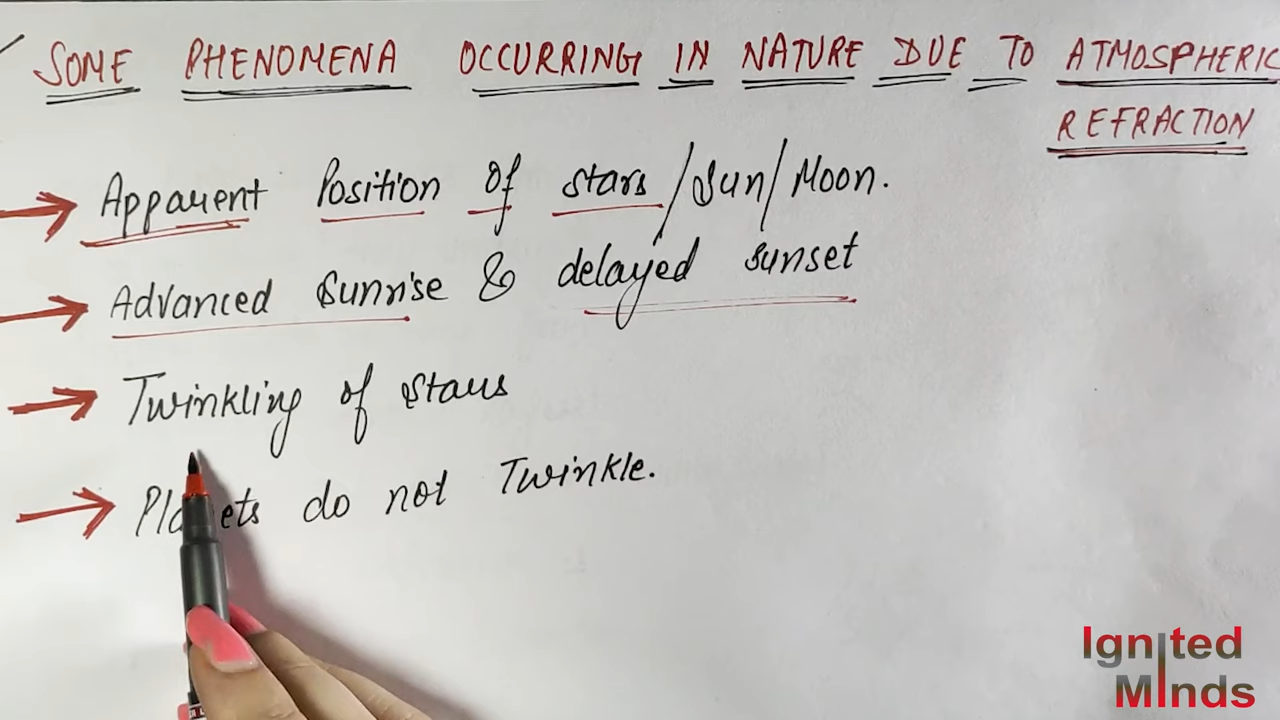 SOME PHENOMENA OCCURRING IN NATURE DUE TO ATMOSPHERIC
REFRACTION
Apparent Position of stars/Sun/Moon.
Advanced Sunrise & delayed sunset
Twinkling of Stars
Planets do not Twinkle.
Ignited
Minds